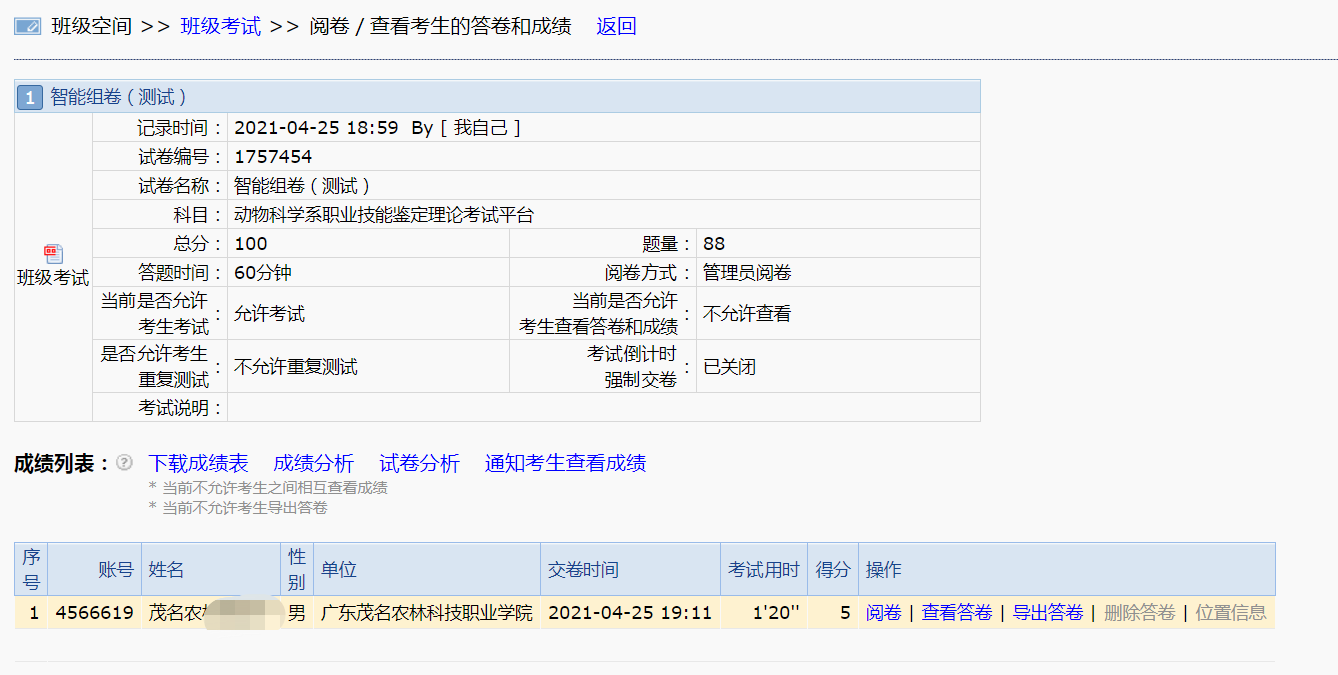 班级空间 >> 班级考试 >> 阅卷 / 查看考生的答卷和成绩 返回
1 智能组卷（测试）
班级考试
记录时间： 2021-04-25 18:59 By [ 我自己 ]
试卷编号： 1757454
试卷名称： 智能组卷（测试）
科目： 动物科学系职业技能鉴定理论考试平台
总分： 100 题量： 88
答题时间： 60分钟 阅卷方式： 管理员阅卷
当前是否允许考生考试： 允许考试 当前是否允许考生查看答卷和成绩： 不允许查看
是否允许考生重复测试： 不允许重复测试 考试倒计时强制交卷： 已关闭
考试说明：
成绩列表： ? 下载成绩表 成绩分析 试卷分析 通知考生查看成绩
* 当前不允许考生之间相互查看成绩
* 当前不允许考生导出答卷
序号 账号 姓名 性别 单位 交卷时间 考试用时 得分 操作
1 4566619 茂名农 男 广东茂名农林科技职业学院 2021-04-25 19:11 1'20'' 5 阅卷 | 查看答卷 | 导出答卷 | 删除答卷 | 位置信息